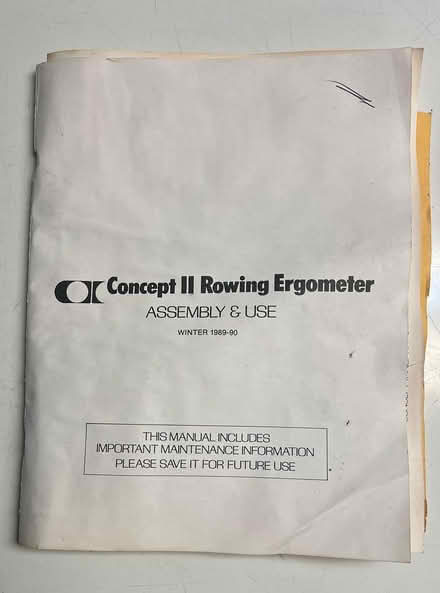 Concept II Rowing Ergometer
ASSEMBLY & USE
WINTER 1989-90
THIS MANUAL INCLUDES
IMPORTANT MAINTENANCE INFORMATION
PLEASE SAVE IT FOR FUTURE USE